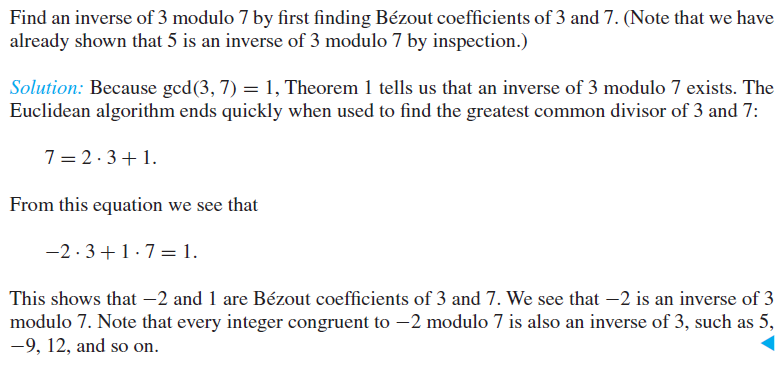 Find an inverse of 3 modulo 7 by first finding Bézout coefficients of 3 and 7. (Note that we have
already shown that 5 is an inverse of 3 modulo 7 by inspection.)
Solution: Because gcd(3, 7) = 1, Theorem 1 tells us that an inverse of 3 modulo 7 exists. The
Euclidean algorithm ends quickly when used to find the greatest common divisor of 3 and 7:
7 = 2 · 3 + 1.
From this equation we see that
−2 · 3 + 1 · 7 = 1.
This shows that −2 and 1 are Bézout coefficients of 3 and 7. We see that −2 is an inverse of 3
modulo 7. Note that every integer congruent to −2 modulo 7 is also an inverse of 3, such as 5,
−9, 12, and so on.